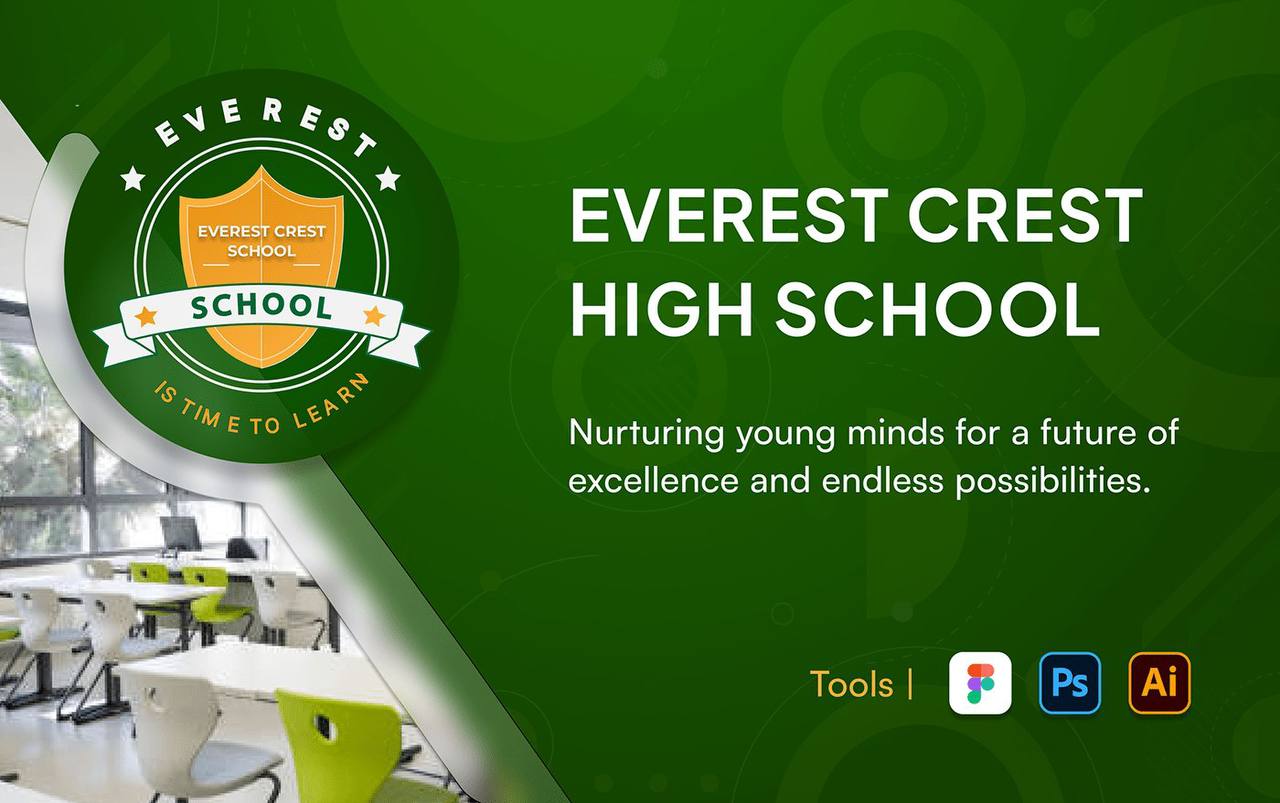 EVEREST
EVEREST CREST
SCHOOL
SCHOOL
IS TIME TO LEARN
EVEREST CREST
HIGH SCHOOL
Nurturing young minds for a future of
excellence and endless possibilities.
Tools |
Ps
Ai